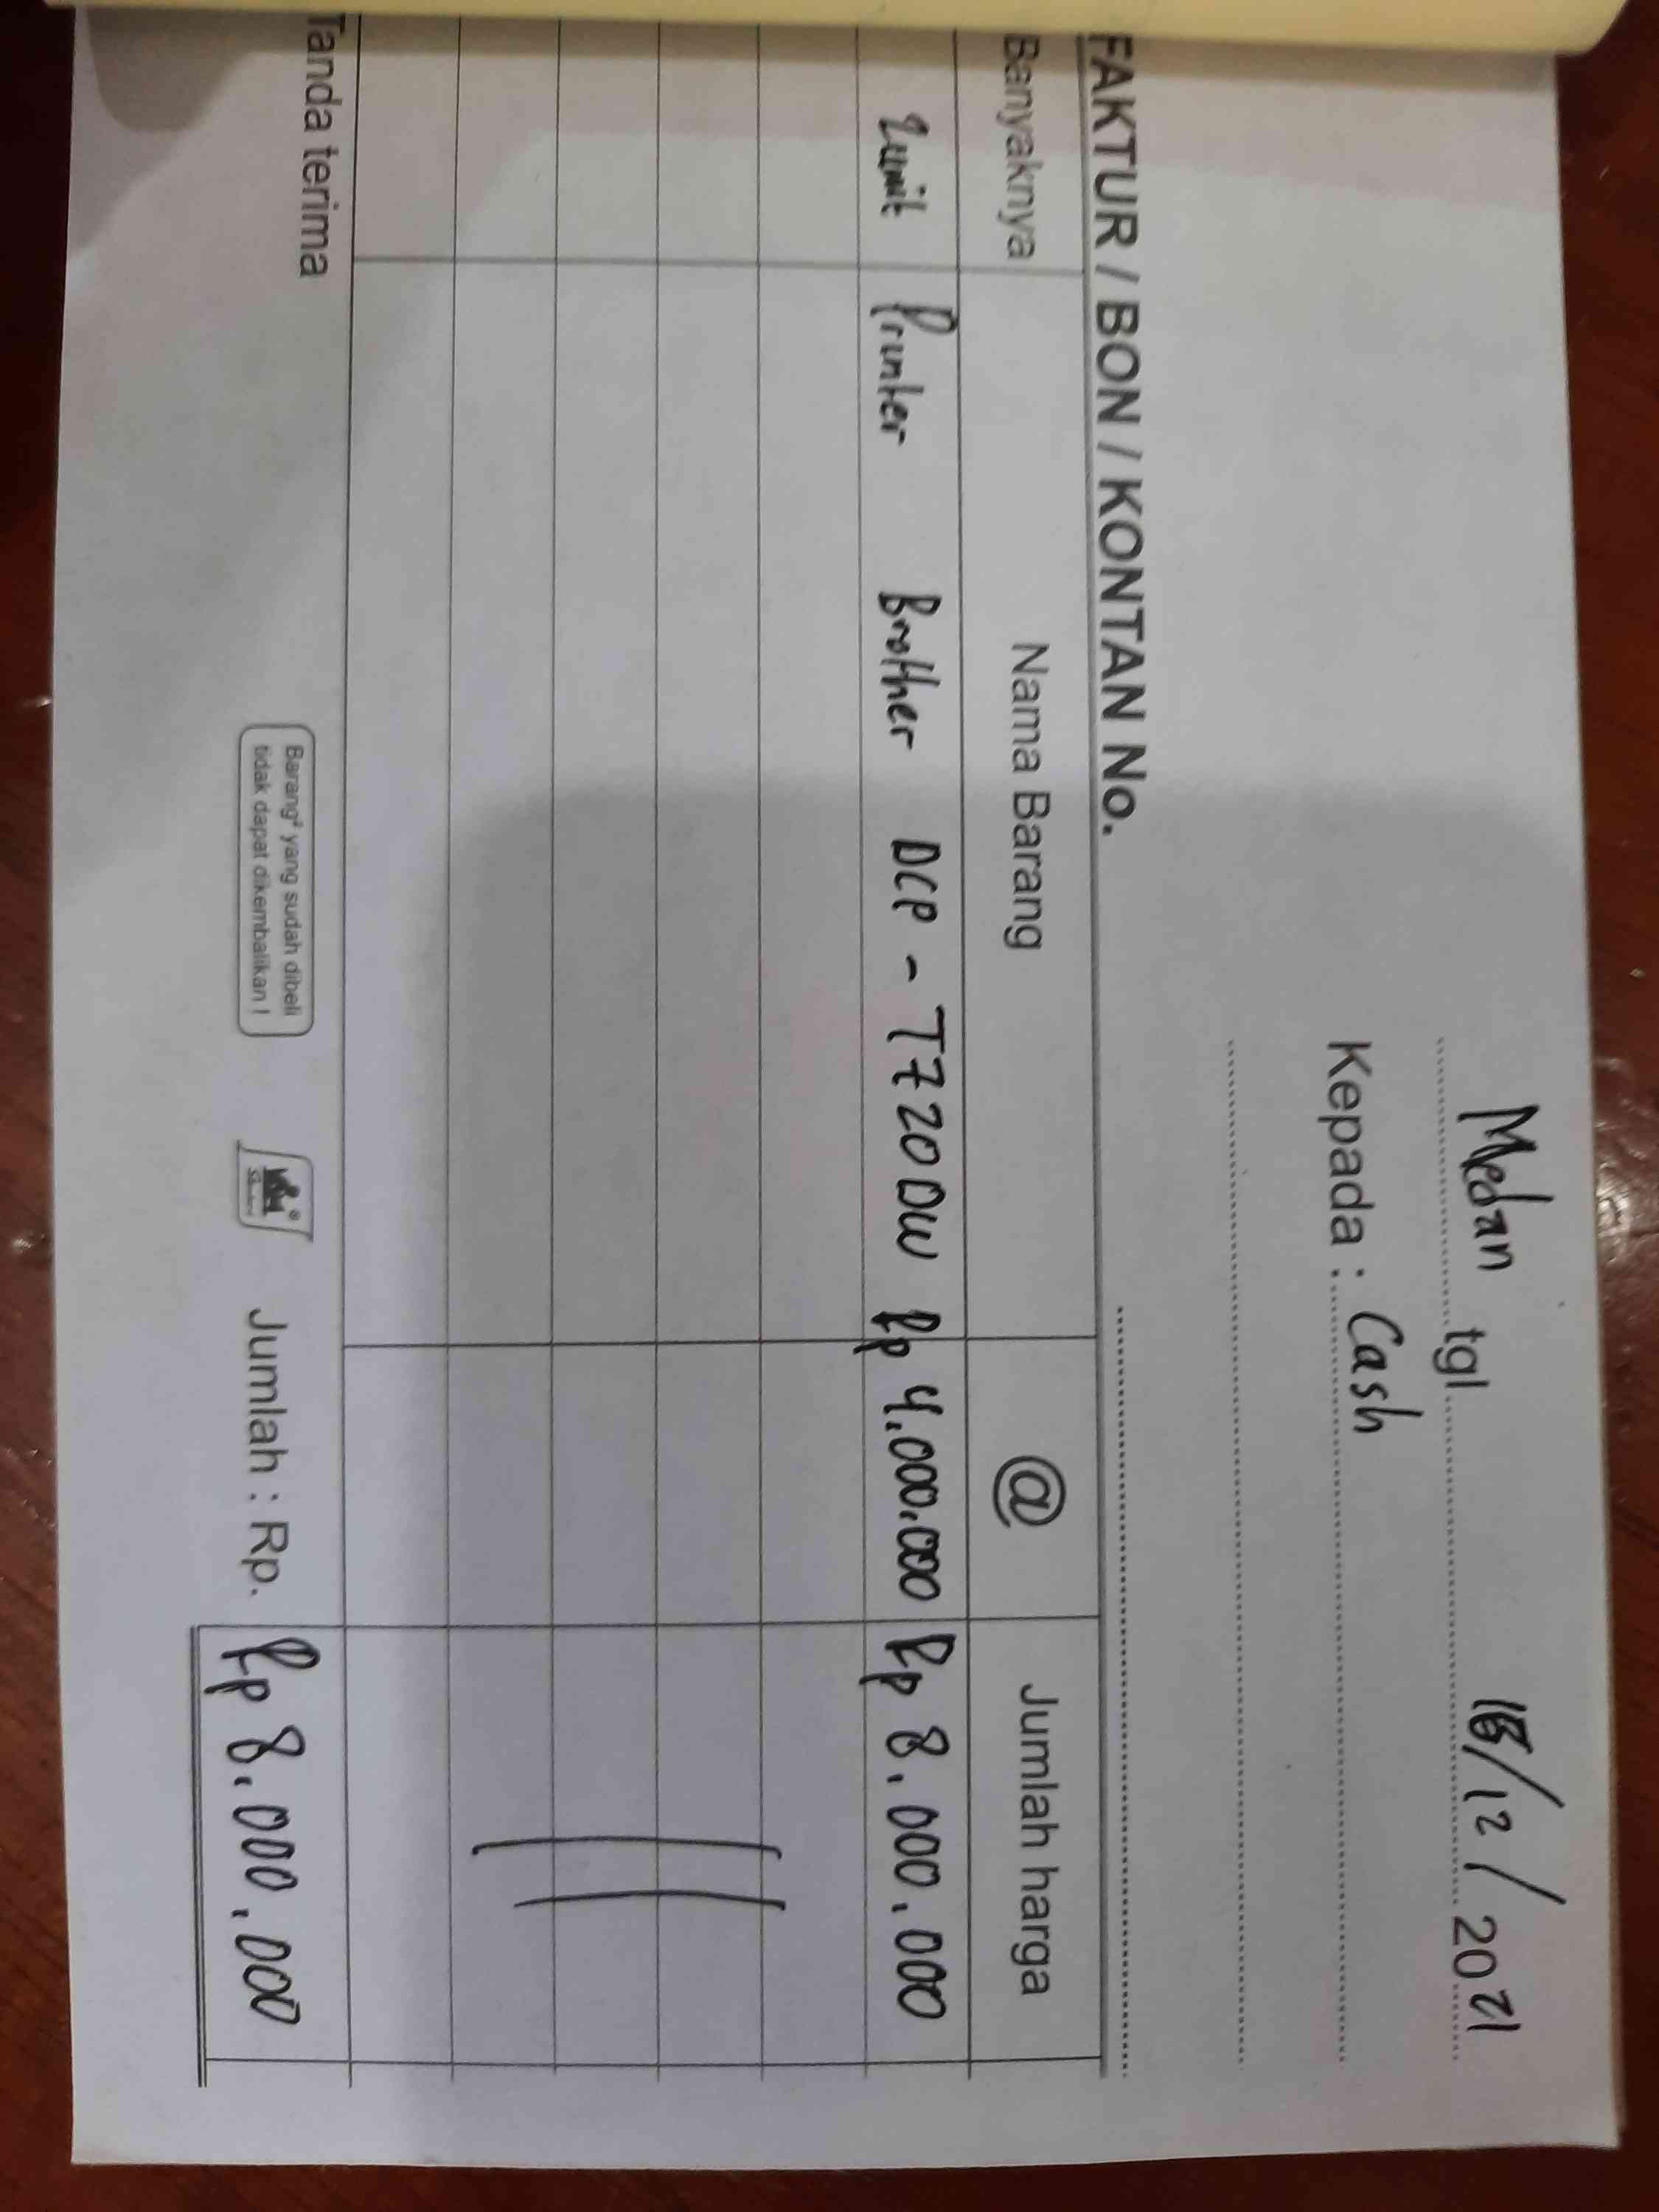 Medan tgl. 15/12/2021
Kepada : Cash
FAKTUR / BON / KONTAN No.
Banyaknya Nama Barang @ Jumlah harga
2unit Printer Brother DCP - T720DW Rp 4.000.000 Rp 8.000.000
Tanda terima
Barang² yang sudah dibeli
tidak dapat dikembalikan !
Jumlah : Rp. Rp 8.000.000